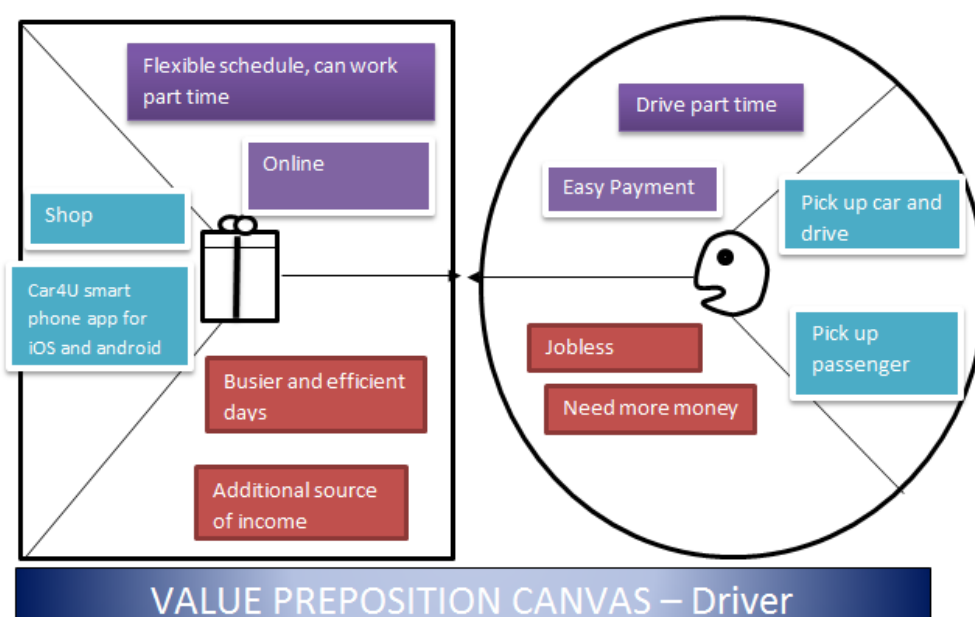 Flexible schedule, can work
part time
Online
Shop
Car4U smart
phone app for
iOS and android
Busier and efficient
days
Additional source
of income
Drive part time
Easy Payment
Pick up car and
drive
Jobless
Need more money
Pick up
passenger
VALUE PREPOSITION CANVAS – Driver